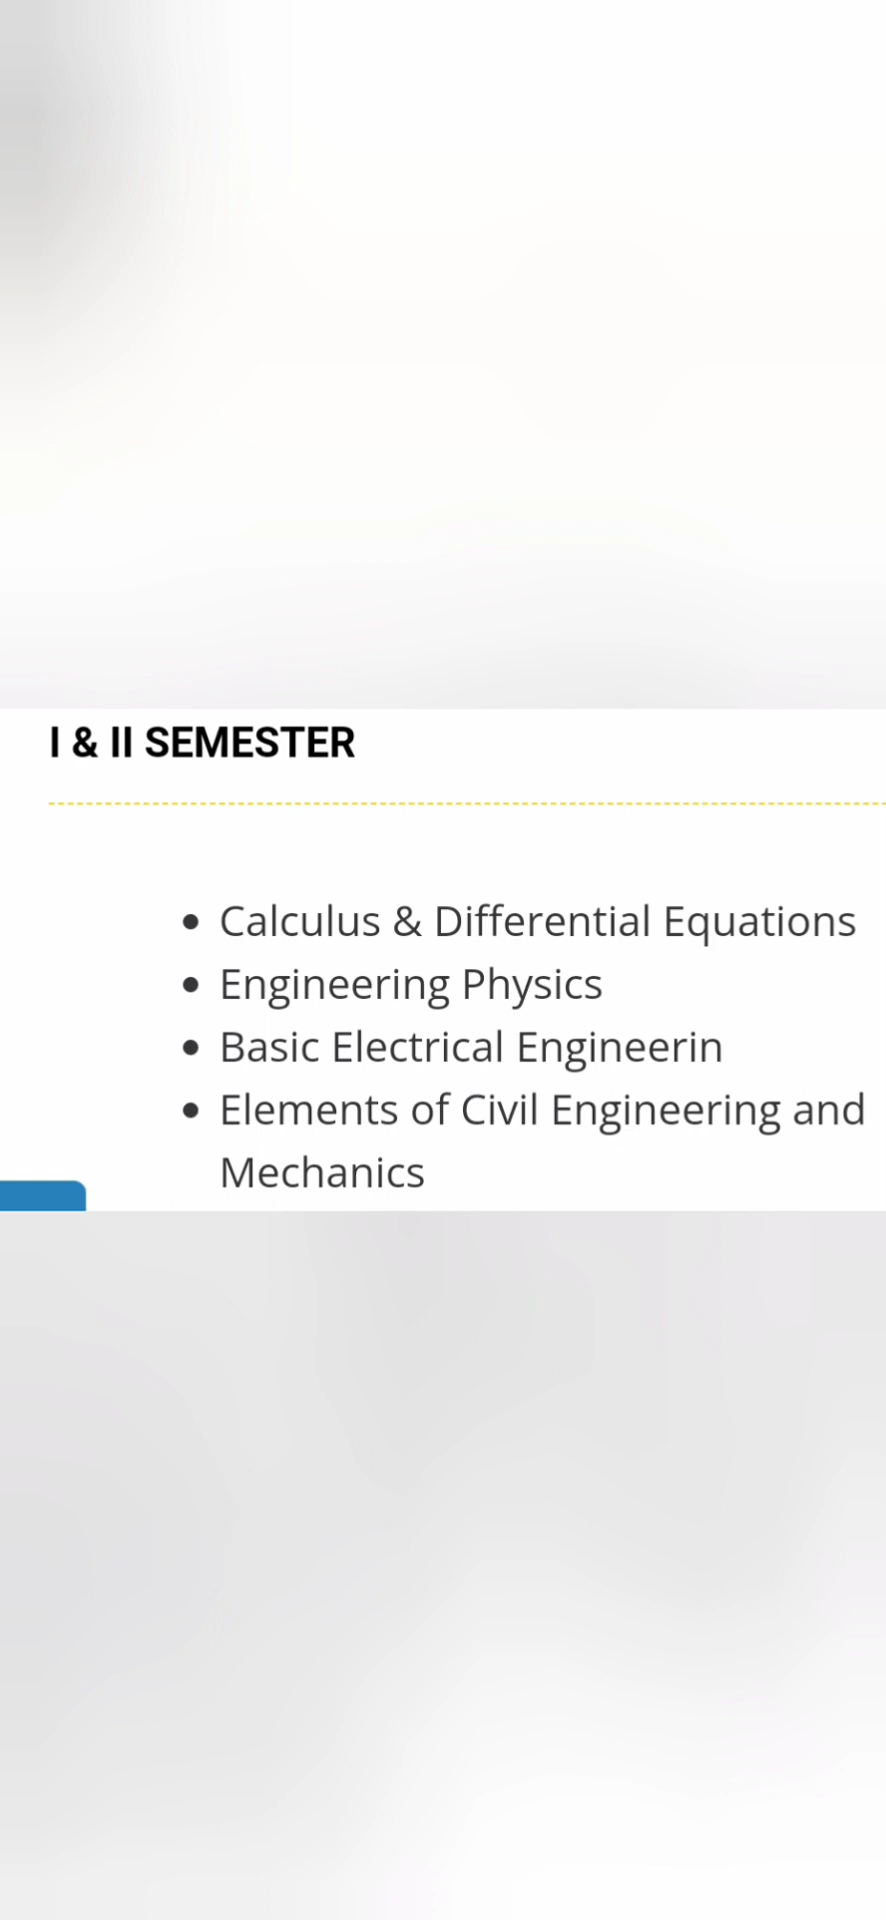 I & II SEMESTER
• Calculus & Differential Equations
• Engineering Physics
• Basic Electrical Engineerin
• Elements of Civil Engineering and
Mechanics